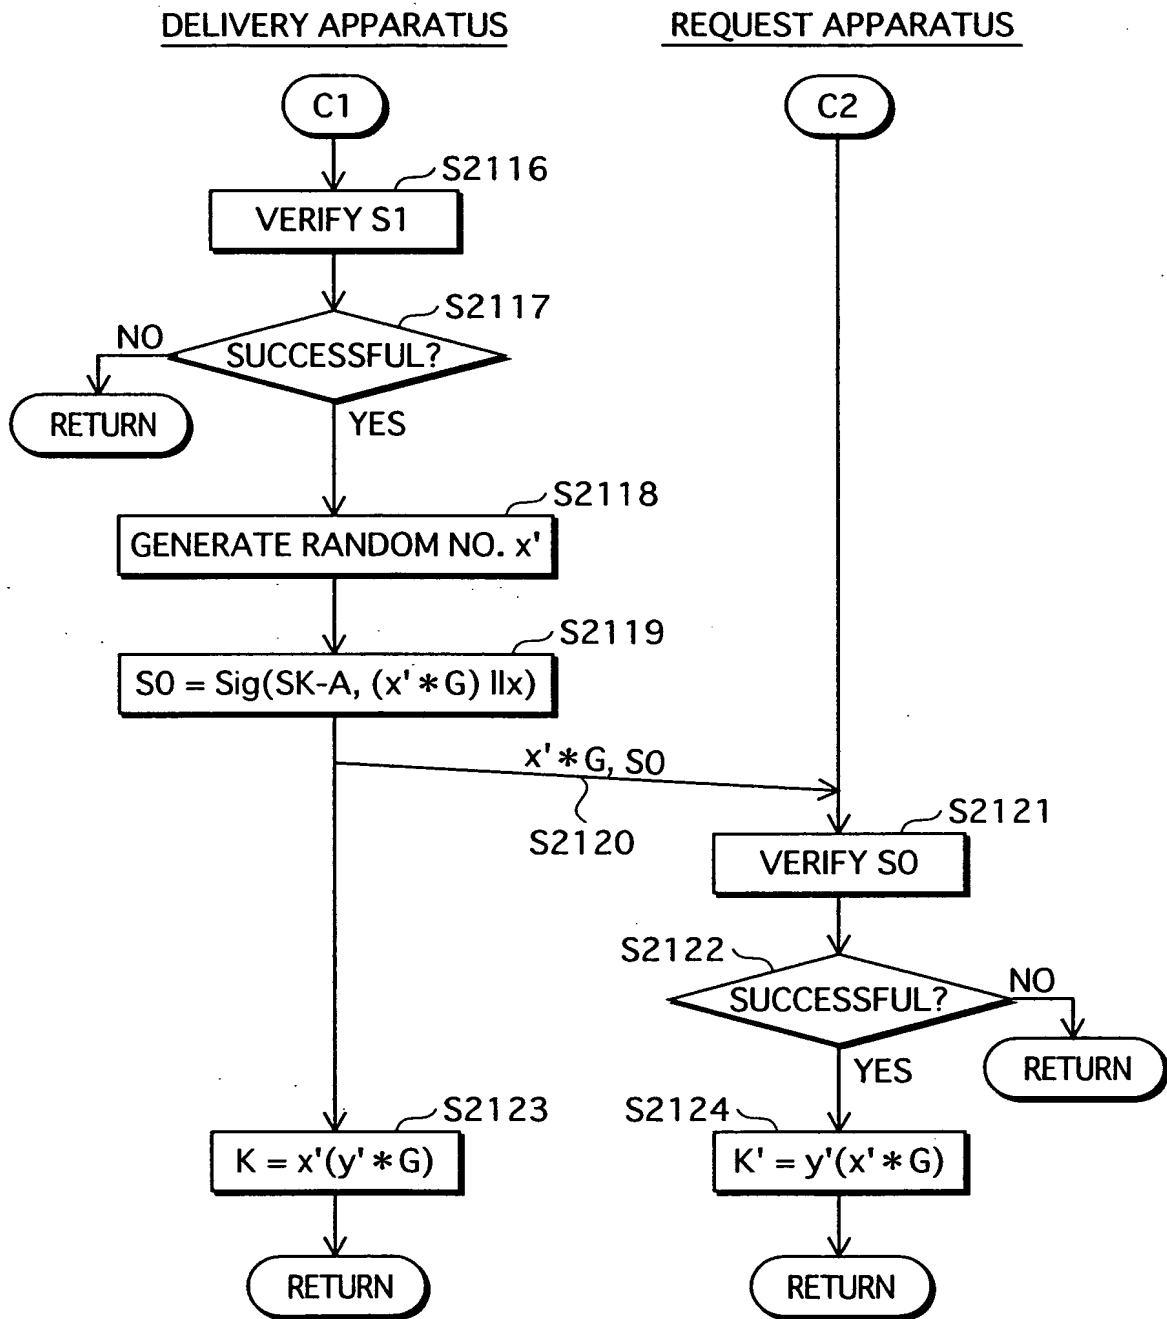 DELIVERY APPARATUS
REQUEST APPARATUS
C1
C2
S2116
VERIFY S1
S2117
NO
SUCCESSFUL?
RETURN
YES
S2118
GENERATE RANDOM NO. x'
S2119
S0 = Sig(SK-A, (x'*G) llx)
x'*G, S0
S2120
S2121
VERIFY S0
S2122
NO
SUCCESSFUL?
RETURN
YES
S2123
S2124
K = x'(y'*G)
K' = y'(x'*G)
RETURN
RETURN